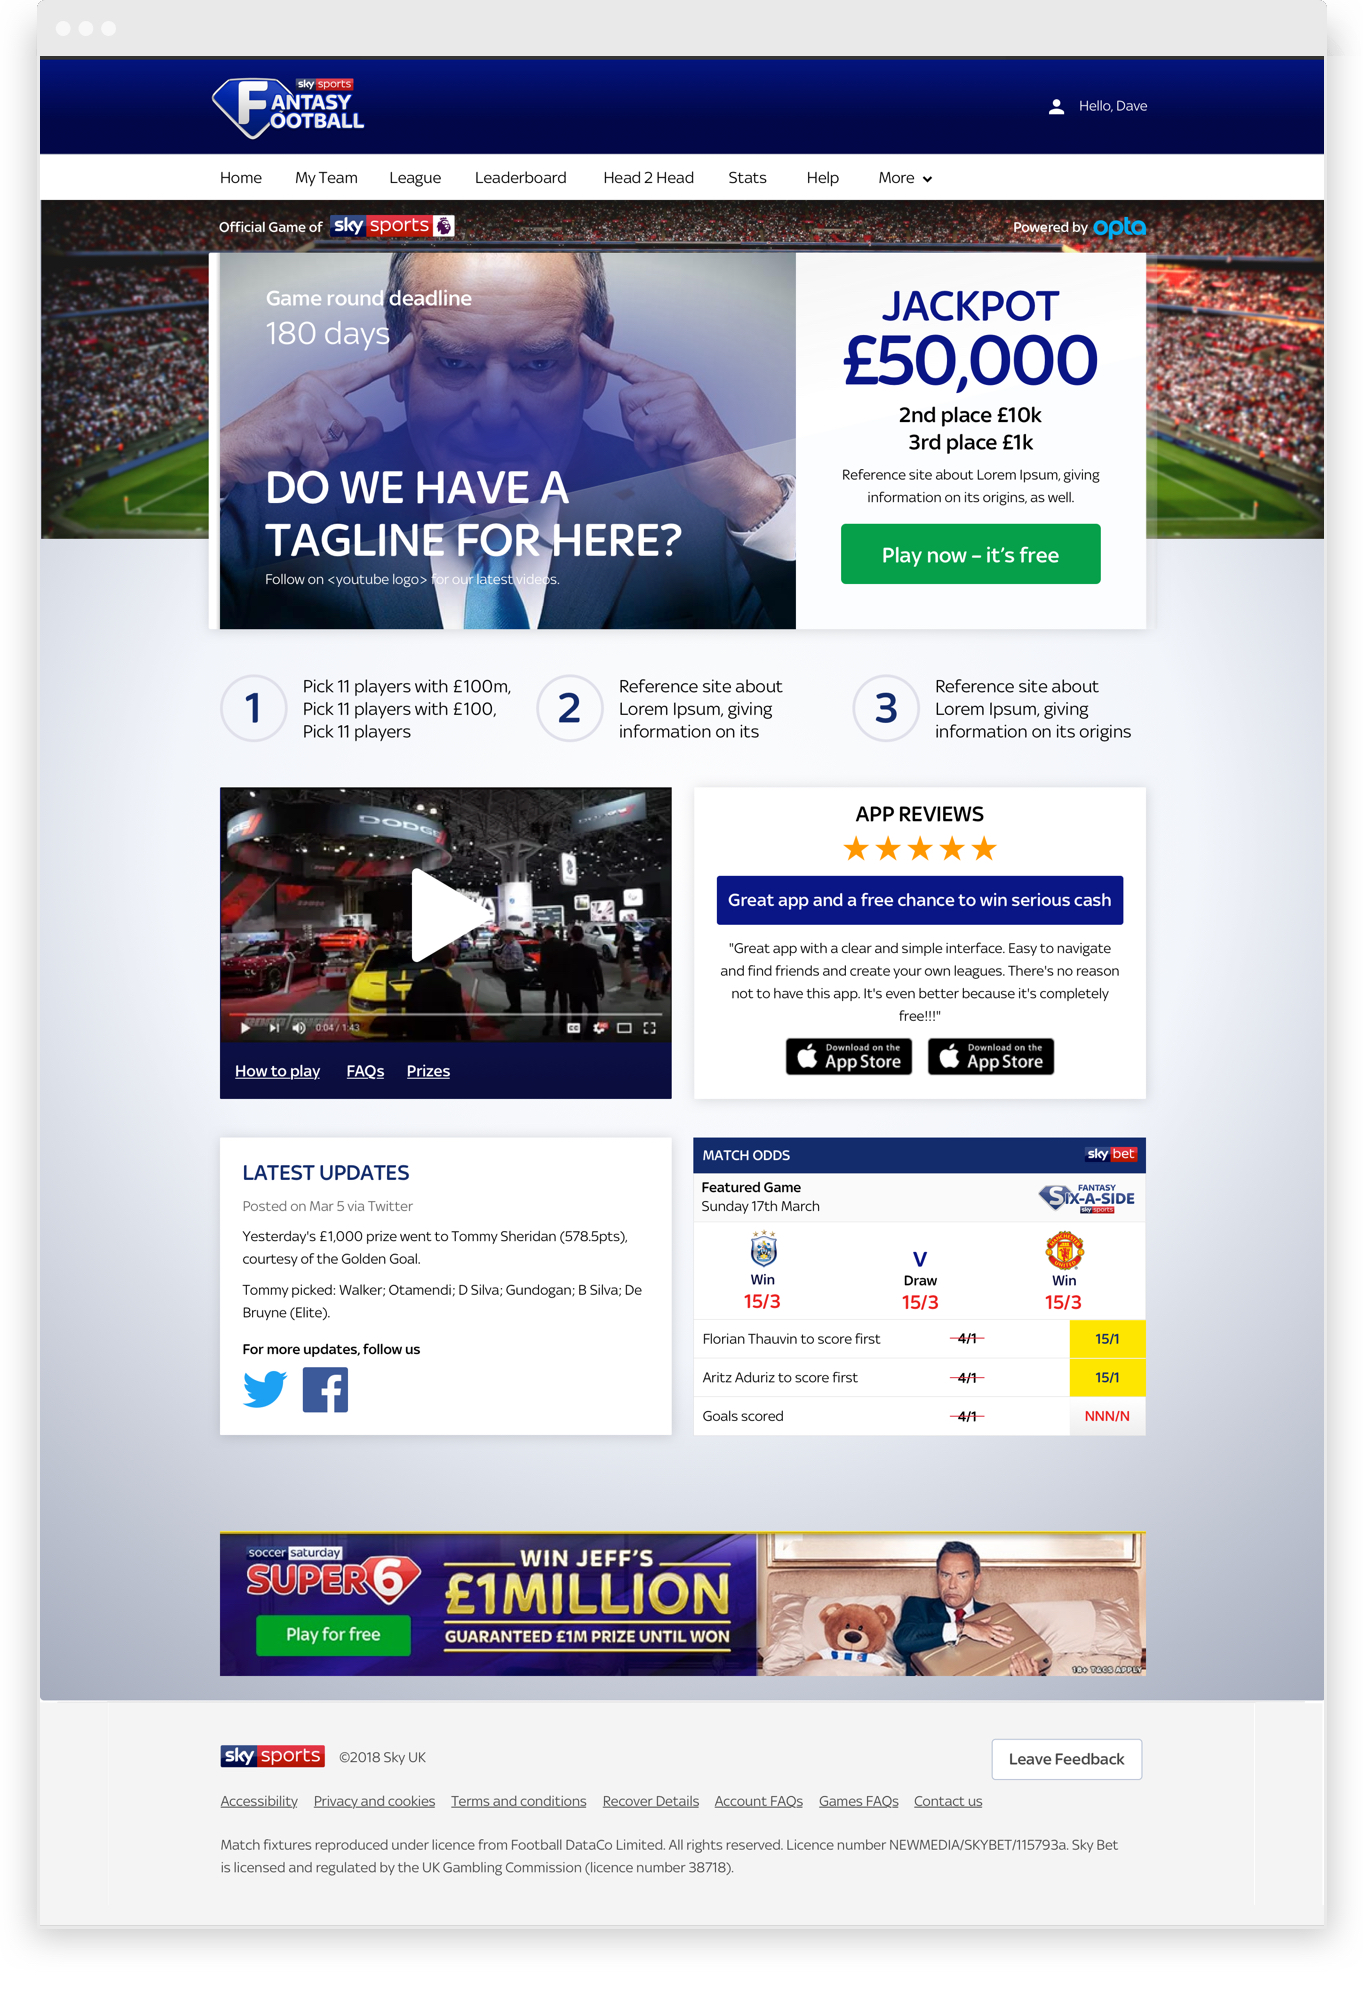 sky sports
FANTASY
FOOTBALL
Hello, Dave
Home My Team League Leaderboard Head 2 Head Stats Help More
Official Game of sky sports
Powered by opta
Game round deadline
180 days
DO WE HAVE A
TAGLINE FOR HERE?
Follow on <youtube logo> for our latest videos.
JACKPOT
£50,000
2nd place £10k
3rd place £1k
Reference site about Lorem Ipsum, giving
information on its origins, as well.
Play now – it's free
1
Pick 11 players with £100m,
Pick 11 players with £100,
Pick 11 players
2
Reference site about
Lorem Ipsum, giving
information on its
3
Reference site about
Lorem Ipsum, giving
information on its origins
DODGE
0:04 / 1:43
CC
How to play FAQs Prizes
APP REVIEWS
Great app and a free chance to win serious cash
"Great app with a clear and simple interface. Easy to navigate
and find friends and create your own leagues. There's no reason
not to have this app. It's even better because it's completely
free!!!"
Download on the
App Store
Download on the
App Store
LATEST UPDATES
Posted on Mar 5 via Twitter
Yesterday's £1,000 prize went to Tommy Sheridan (578.5pts),
courtesy of the Golden Goal.
Tommy picked: Walker; Otamendi; D Silva; Gundogan; B Silva; De
Bruyne (Elite).
For more updates, follow us
MATCH ODDS
sky bet
Featured Game
Sunday 17th March
FANTASY
SIX-A-SIDE
sky sports
MANCHESTER
UNITED
V
Win Draw Win
15/3 15/3 15/3
Florian Thauvin to score first 4/1 15/1
Aritz Aduriz to score first 4/1 15/1
Goals scored 4/1 NNN/N
soccer saturday
SUPER 6
Play for free
WIN JEFF'S
£1MILLION
GUARANTEED £1M PRIZE UNTIL WON
18+ T&CS APPLY
sky sports ©2018 Sky UK
Leave Feedback
Accessibility Privacy and cookies Terms and conditions Recover Details Account FAQs Games FAQs Contact us
Match fixtures reproduced under licence from Football DataCo Limited. All rights reserved. Licence number NEWMEDIA/SKYBET/115793a. Sky Bet
is licensed and regulated by the UK Gambling Commission (licence number 38718).